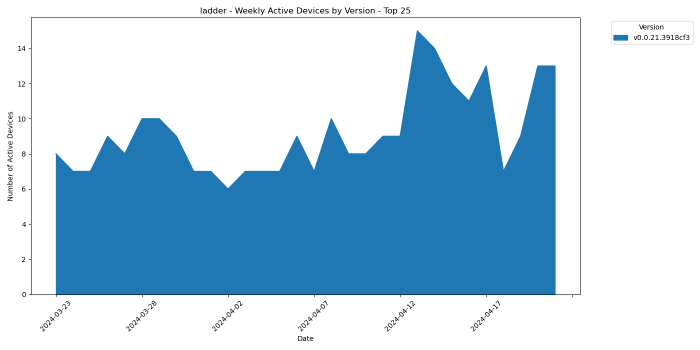 ladder - Weekly Active Devices by Version - Top 25
Version
v0.0.21.3918cf3
Number of Active Devices
14
12
10
8
6
4
2
0
2024-03-23
2024-03-28
2024-04-02
2024-04-07
2024-04-12
2024-04-17
Date